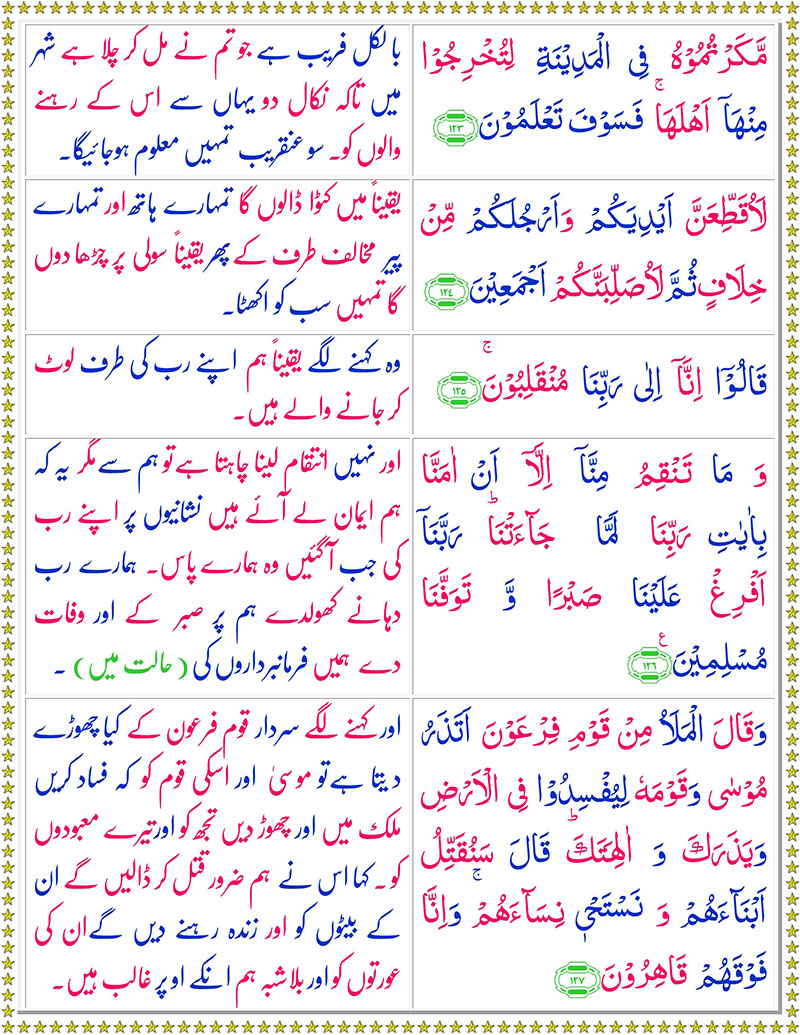 مَّكَرْتُمُوْهُ فِی الْمَدِیْنَةِ لِتُخْرِجُوْا
مِنْهَاۤ اَهْلَهَا ۚ فَسَوْفَ تَعْلَمُوْنَ ﴿۱۲۳﴾
بالکل فریب ہے جو تم نے مل کر چلا ہے شہر
میں تاکہ نکال دو یہاں سے اس کے رہنے
والوں کو۔ سو عنقریب تمہیں معلوم ہوجائیگا۔
لَاُقَطِّعَنَّ اَیْدِیَكُمْ وَاَرْجُلَكُمْ مِّنْ
خِلَافٍ ثُمَّ لَاُصَلِّبَنَّكُمْ اَجْمَعِیْنَ ﴿۱۲۴﴾
یقیناً میں کٹوا ڈالوں گا تمہارے ہاتھ اور تمہارے
پیر مخالف طرف کے پھر یقیناً سولی پر چڑھا دوں
گا تمہیں سب کو اکھٹا۔
قَالُوْۤا اِنَّاۤ اِلٰی رَبِّنَا مُنْقَلِبُوْنَ ۚ ﴿۱۲۵﴾
وہ کہنے لگے یقیناً ہم اپنے رب کی طرف لوٹ
کر جانے والے ہیں۔
وَ مَا تَنْقِمُ مِنَّاۤ اِلَّاۤ اَنْ اٰمَنَّا
بِاٰیٰتِ رَبِّنَا لَمَّا جَآءَتْنَا ؕ رَبَّنَاۤ
اَفْرِغْ عَلَیْنَا صَبْرًا وَّ تَوَفَّنَا
مُسْلِمِیْنَ ﴿۱۲۶﴾ ع
اور نہیں انتقام لینا چاہتا ہے تو ہم سے مگر یہ کہ
ہم ایمان لے آئے ہیں نشانیوں پر اپنے رب
کی جب آگئیں وہ ہمارے پاس۔ ہمارے رب
دہانے کھولدے ہم پر صبر کے اور وفات
دے ہمیں فرمانبرداروں کی (حالت میں) ۔
وَقَالَ الْمَلَاُ مِنْ قَوْمِ فِرْعَوْنَ اَتَذَرُ
مُوْسٰی وَقَوْمَهٗ لِیُفْسِدُوْا فِی الْاَرْضِ
وَیَذَرَكَ وَ اٰلِهَتَكَ ؕ قَالَ سَنُقَتِّلُ
اَبْنَآءَهُمْ وَ نَسْتَحْیٖ نِسَآءَهُمْ ۚ وَاِنَّا
فَوْقَهُمْ قَاهِرُوْنَ ﴿۱۲۷﴾
اور کہنے لگے سردار قوم فرعون کے کیا چھوڑے
دیتا ہے تو موسیٰ اور اسکی قوم کو کہ فساد کریں
ملک میں اور چھوڑ دیں تجھ کو اور تیرے معبودوں
کو۔ کہا اس نے ہم ضرور قتل کر ڈالیں گے ان
کے بیٹوں کو اور زندہ رہنے دیں گے ان کی
عورتوں کو اور بلاشبہ ہم انکے اوپر غالب ہیں۔